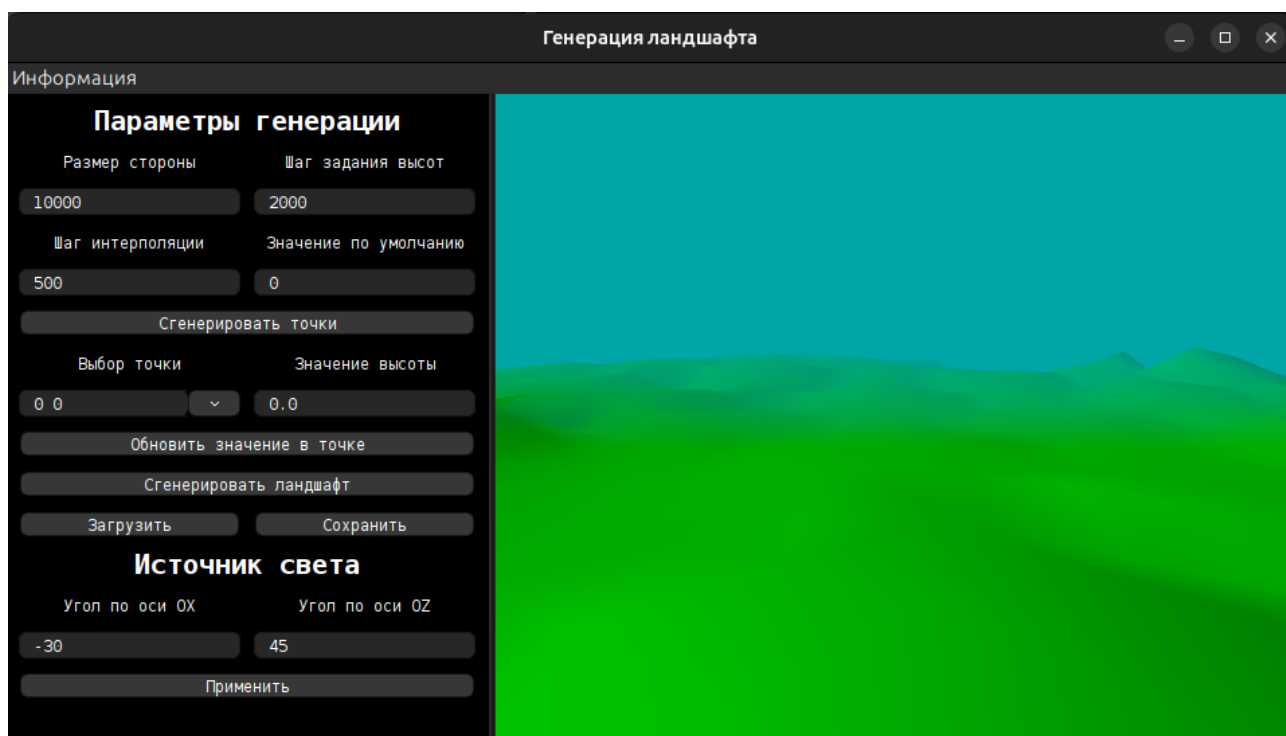 Генерация ландшафта
Информация
Параметры генерации
Размер стороны Шаг задания высот
10000 2000
Шаг интерполяции Значение по умолчанию
500 0
Сгенерировать точки
Выбор точки Значение высоты
0 0 0.0
Обновить значение в точке
Сгенерировать ландшафт
Загрузить Сохранить
Источник света
Угол по оси OX Угол по оси OZ
-30 45
Применить